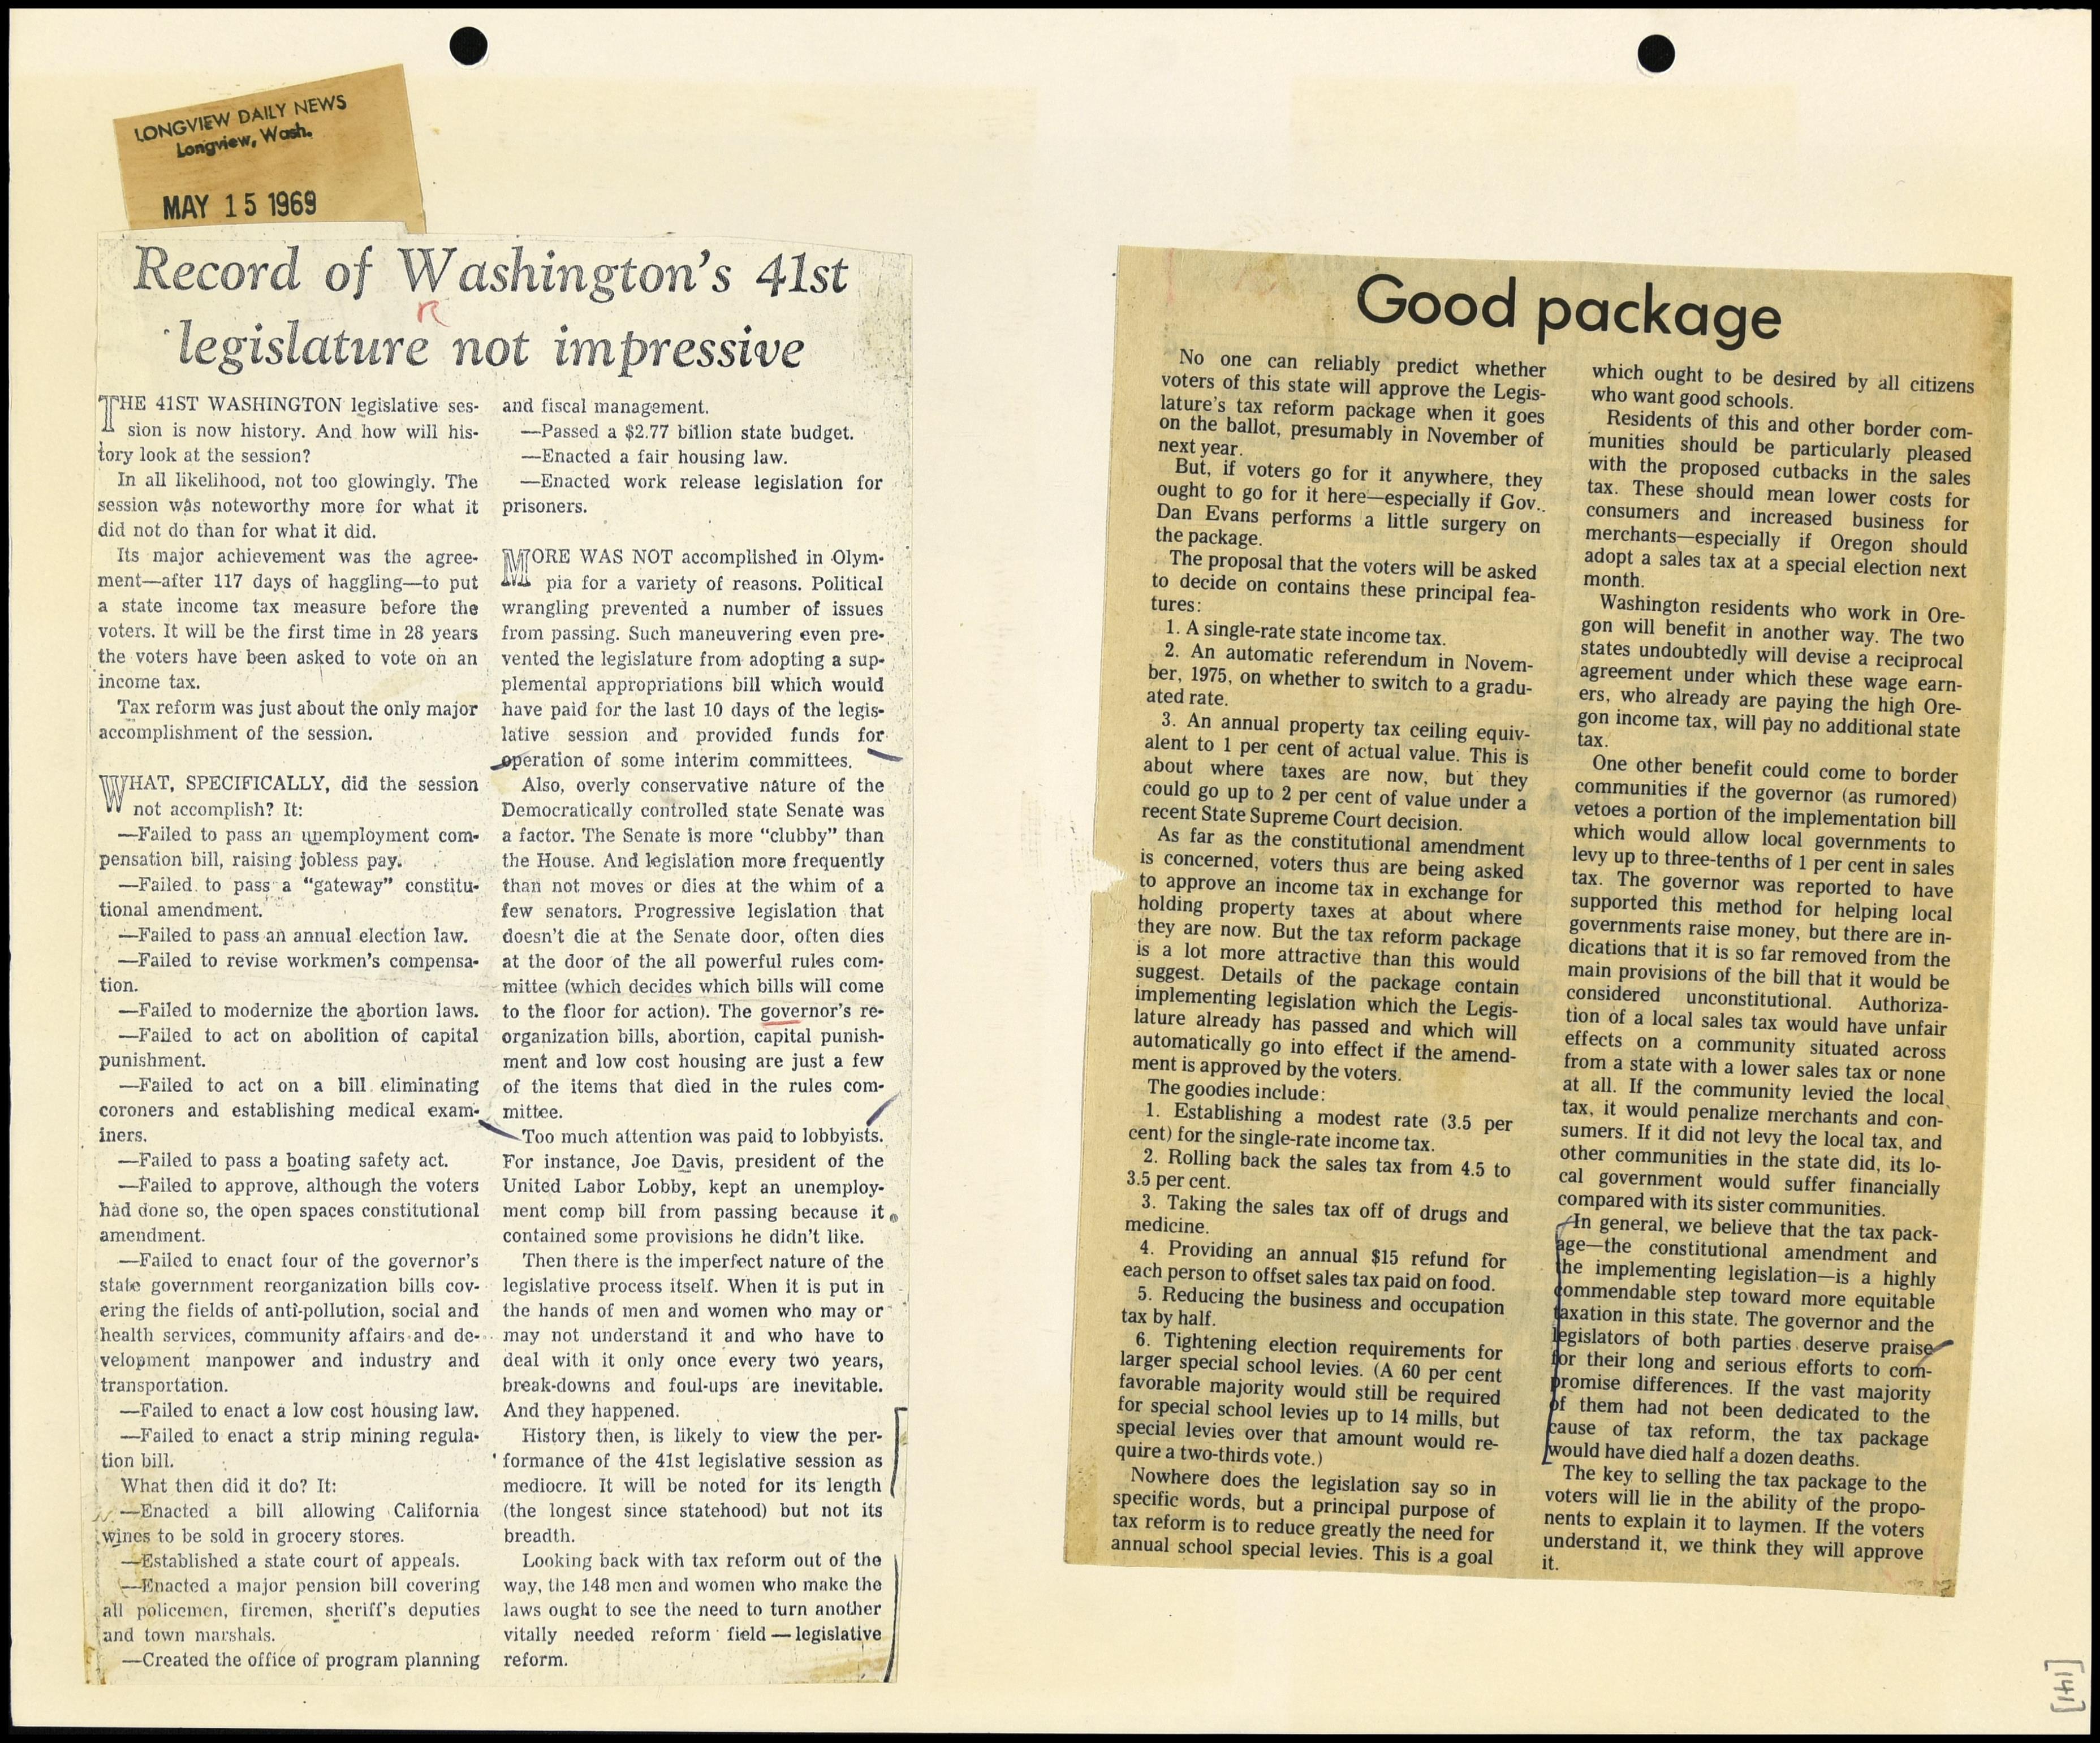 LONGVIEW DAILY NEWS
Longview, Wash.
MAY 15 1969
Record of Washington's 41st
legislature not impressive
R
THE 41ST WASHINGTON legislative ses-
sion is now history. And how will his-
tory look at the session?
In all likelihood, not too glowingly. The
session was noteworthy more for what it
did not do than for what it did.
Its major achievement was the agree-
ment—after 117 days of haggling—to put
a state income tax measure before the
voters. It will be the first time in 28 years
the voters have been asked to vote on an
income tax.
Tax reform was just about the only major
accomplishment of the session.
WHAT, SPECIFICALLY, did the session
not accomplish? It:
—Failed to pass an unemployment com-
pensation bill, raising jobless pay.
—Failed to pass a "gateway" constitu-
tional amendment.
—Failed to pass an annual election law.
—Failed to revise workmen's compensa-
tion.
—Failed to modernize the abortion laws.
—Failed to act on abolition of capital
punishment.
—Failed to act on a bill eliminating
coroners and establishing medical exam-
iners.
—Failed to pass a boating safety act.
—Failed to approve, although the voters
had done so, the open spaces constitutional
amendment.
—Failed to enact four of the governor's
state government reorganization bills cov-
ering the fields of anti-pollution, social and
health services, community affairs and de-
velopment manpower and industry and
transportation.
—Failed to enact a low cost housing law.
—Failed to enact a strip mining regula-
tion bill.
What then did it do? It:
—Enacted a bill allowing California
wines to be sold in grocery stores.
—Established a state court of appeals.
—Enacted a major pension bill covering
all policemen, firemen, sheriff's deputies
and town marshals.
—Created the office of program planning
and fiscal management.
—Passed a $2.77 billion state budget.
—Enacted a fair housing law.
—Enacted work release legislation for
prisoners.
MORE WAS NOT accomplished in Olym-
pia for a variety of reasons. Political
wrangling prevented a number of issues
from passing. Such maneuvering even pre-
vented the legislature from adopting a sup-
plemental appropriations bill which would
have paid for the last 10 days of the legis-
lative session and provided funds for
operation of some interim committees.
Also, overly conservative nature of the
Democratically controlled state Senate was
a factor. The Senate is more "clubby" than
the House. And legislation more frequently
than not moves or dies at the whim of a
few senators. Progressive legislation that
doesn't die at the Senate door, often dies
at the door of the all powerful rules com-
mittee (which decides which bills will come
to the floor for action). The governor's re-
organization bills, abortion, capital punish-
ment and low cost housing are just a few
of the items that died in the rules com-
mittee.
Too much attention was paid to lobbyists.
For instance, Joe Davis, president of the
United Labor Lobby, kept an unemploy-
ment comp bill from passing because it
contained some provisions he didn't like.
Then there is the imperfect nature of the
legislative process itself. When it is put in
the hands of men and women who may or
may not understand it and who have to
deal with it only once every two years,
break-downs and foul-ups are inevitable.
And they happened.
History then, is likely to view the per-
formance of the 41st legislative session as
mediocre. It will be noted for its length
(the longest since statehood) but not its
breadth.
Looking back with tax reform out of the
way, the 148 men and women who make the
laws ought to see the need to turn another
vitally needed reform field — legislative
reform.
Good package
No one can reliably predict whether
voters of this state will approve the Legis-
lature's tax reform package when it goes
on the ballot, presumably in November of
next year.
But, if voters go for it anywhere, they
ought to go for it here—especially if Gov.
Dan Evans performs a little surgery on
the package.
The proposal that the voters will be asked
to decide on contains these principal fea-
tures:
1. A single-rate state income tax.
2. An automatic referendum in Novem-
ber, 1975, on whether to switch to a gradu-
ated rate.
3. An annual property tax ceiling equiv-
alent to 1 per cent of actual value. This is
about where taxes are now, but they
could go up to 2 per cent of value under a
recent State Supreme Court decision.
As far as the constitutional amendment
is concerned, voters thus are being asked
to approve an income tax in exchange for
holding property taxes at about where
they are now. But the tax reform package
is a lot more attractive than this would
suggest. Details of the package contain
implementing legislation which the Legis-
lature already has passed and which will
automatically go into effect if the amend-
ment is approved by the voters.
The goodies include:
1. Establishing a modest rate (3.5 per
cent) for the single-rate income tax.
2. Rolling back the sales tax from 4.5 to
3.5 per cent.
3. Taking the sales tax off of drugs and
medicine.
4. Providing an annual $15 refund for
each person to offset sales tax paid on food.
5. Reducing the business and occupation
tax by half.
6. Tightening election requirements for
larger special school levies. (A 60 per cent
favorable majority would still be required
for special school levies up to 14 mills, but
special levies over that amount would re-
quire a two-thirds vote.)
Nowhere does the legislation say so in
specific words, but a principal purpose of
tax reform is to reduce greatly the need for
annual school special levies. This is a goal
which ought to be desired by all citizens
who want good schools.
Residents of this and other border com-
munities should be particularly pleased
with the proposed cutbacks in the sales
tax. These should mean lower costs for
consumers and increased business for
merchants—especially if Oregon should
adopt a sales tax at a special election next
month.
Washington residents who work in Ore-
gon will benefit in another way. The two
states undoubtedly will devise a reciprocal
agreement under which these wage earn-
ers, who already are paying the high Ore-
gon income tax, will pay no additional state
tax.
One other benefit could come to border
communities if the governor (as rumored)
vetoes a portion of the implementation bill
which would allow local governments to
levy up to three-tenths of 1 per cent in sales
tax. The governor was reported to have
supported this method for helping local
governments raise money, but there are in-
dications that it is so far removed from the
main provisions of the bill that it would be
considered unconstitutional. Authoriza-
tion of a local sales tax would have unfair
effects on a community situated across
from a state with a lower sales tax or none
at all. If the community levied the local
tax, it would penalize merchants and con-
sumers. If it did not levy the local tax, and
other communities in the state did, its lo-
cal government would suffer financially
compared with its sister communities.
In general, we believe that the tax pack-
age—the constitutional amendment and
the implementing legislation—is a highly
commendable step toward more equitable
taxation in this state. The governor and the
legislators of both parties deserve praise
for their long and serious efforts to com-
promise differences. If the vast majority
of them had not been dedicated to the
cause of tax reform, the tax package
would have died half a dozen deaths.
The key to selling the tax package to the
voters will lie in the ability of the propo-
nents to explain it to laymen. If the voters
understand it, we think they will approve
it.
[141]